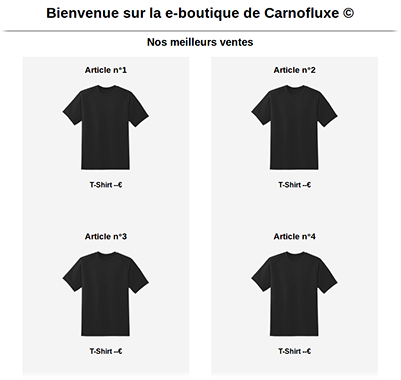 Bienvenue sur la e-boutique de Carnofluxe ©
Nos meilleurs ventes
Article n°1
Article n°2
T-Shirt --€
T-Shirt --€
Article n°3
Article n°4
T-Shirt --€
T-Shirt --€